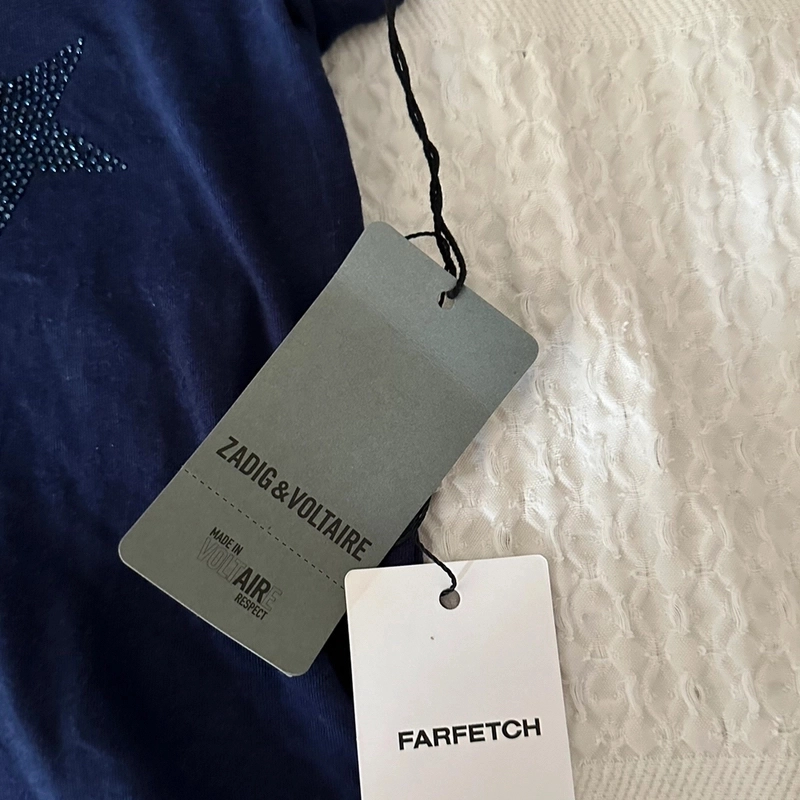 ZADIG&VOLTAIRE
MADE IN
VOLTAIRE
RESPECT
FARFETCH